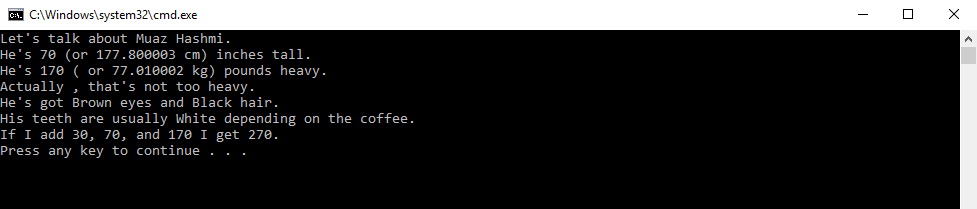 C:\Windows\system32\cmd.exe
Let's talk about Muaz Hashmi.
He's 70 (or 177.800003 cm) inches tall.
He's 170 ( or 77.010002 kg) pounds heavy.
Actually , that's not too heavy.
He's got Brown eyes and Black hair.
His teeth are usually White depending on the coffee.
If I add 30, 70, and 170 I get 270.
Press any key to continue . . .